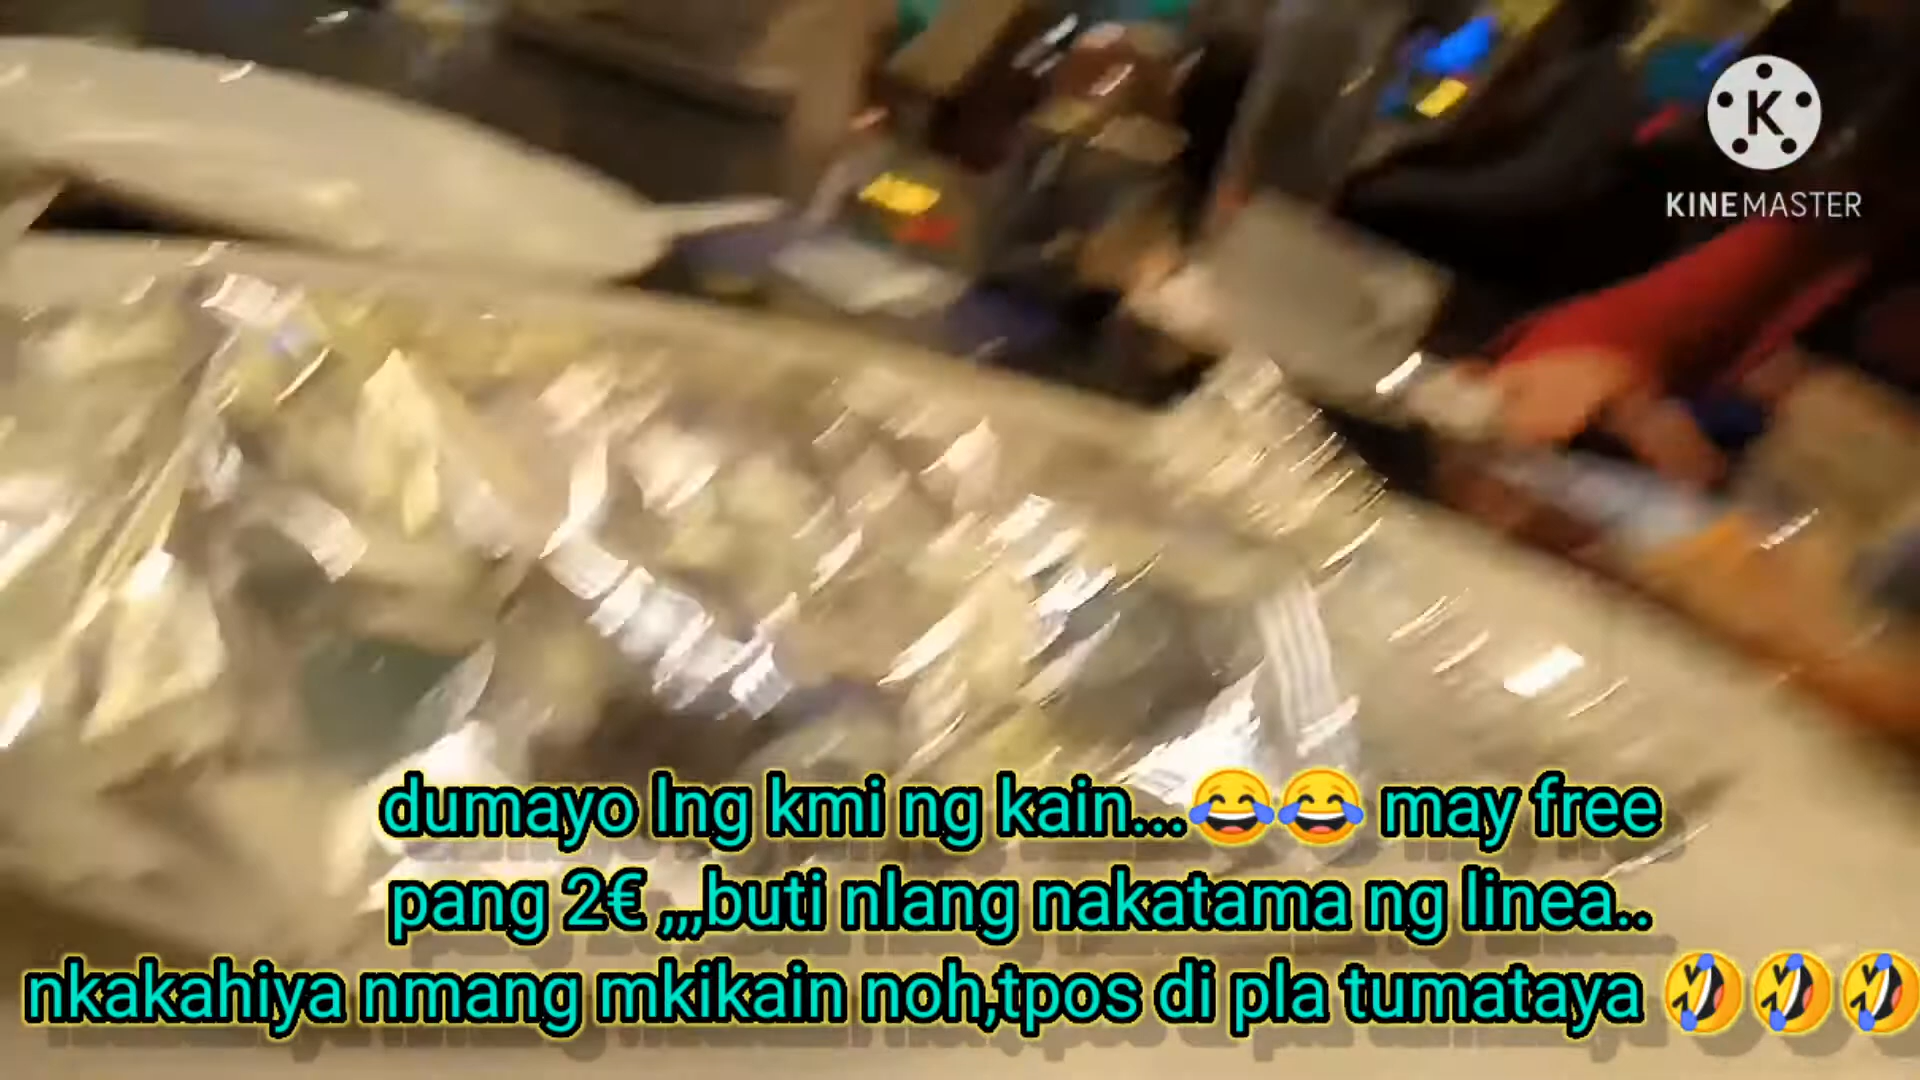 K
KINEMASTER
dumayo lng kmi ng kain...😂😂 may free
pang 2€ ,,,buti nlang nakatama ng linea..
nkakahiya nmang mkikain noh,tpos di pla tumataya 🤣🤣🤣